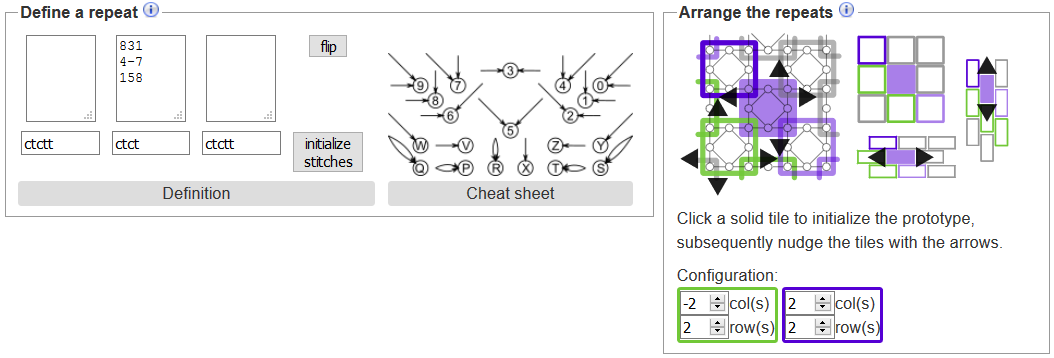 Define a repeat
831
4-7
158
flip
ctctt
ctct
ctctt
initialize
stitches
Definition
3
9
7
4
0
8
1
6
2
5
W
V
Z
Y
Q
P
R
X
T
S
Cheat sheet
Arrange the repeats
Click a solid tile to initialize the prototype,
subsequently nudge the tiles with the arrows.
Configuration:
-2 col(s)
2 row(s)
2 col(s)
2 row(s)